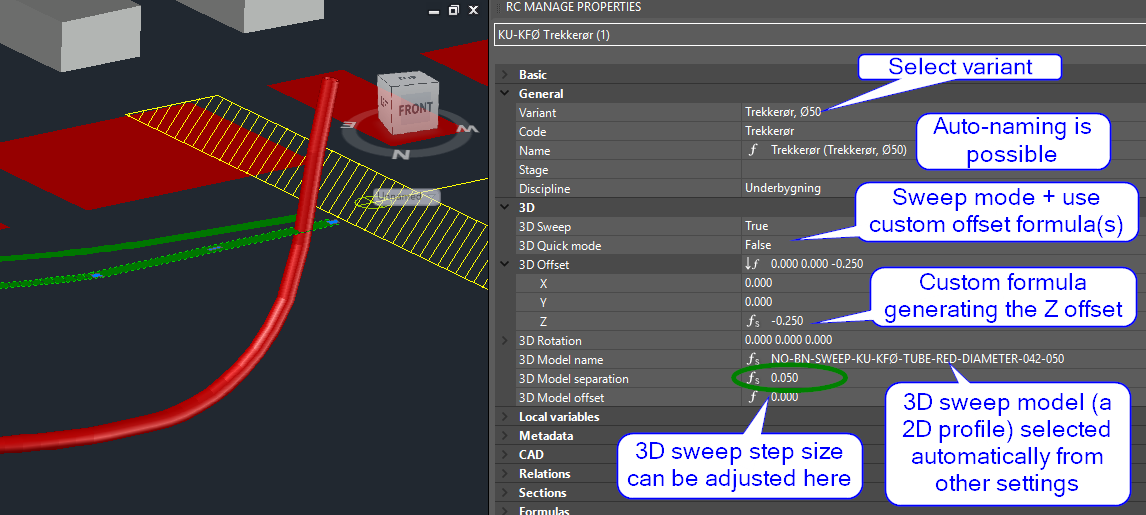 RC MANAGE PROPERTIES
KU-KFØ Trekkerør (1)
Basic
General
Variant Trekkerør, Ø50
Code Trekkerør
Name f Trekkerør (Trekkerør, Ø50)
Stage
Discipline Underbygning
3D
3D Sweep True
3D Quick mode False
3D Offset ↓f 0.000 0.000 -0.250
X 0.000
Y 0.000
Z fs -0.250
3D Rotation 0.000 0.000 0.000
3D Model name fs NO-BN-SWEEP-KU-KFØ-TUBE-RED-DIAMETER-042-050
3D Model separation fs 0.050
3D Model offset f 0.000
Local variables
Metadata
CAD
Relations
Sections
Formulas
Select variant
Auto-naming is
possible
Sweep mode + use
custom offset formula(s)
Custom formula
generating the Z offset
3D sweep model (a
2D profile) selected
automatically from
other settings
3D sweep step size
can be adjusted here
FRONT
N
Unnamed